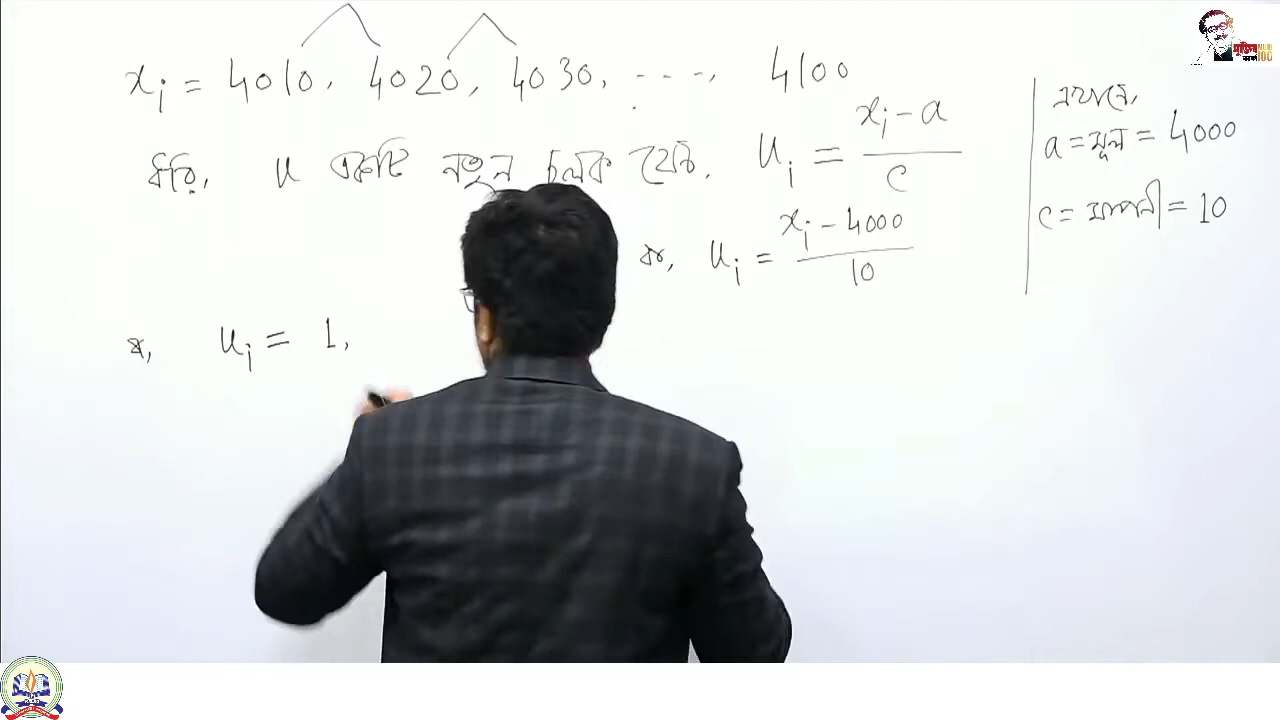 xᵢ = 4010, 4020, 4030, ----, 4100
ধরি, u একটি নতুন চলক যেন, uᵢ = (xᵢ - a) / c
বা, uᵢ = (xᵢ - 4000) / 10
বা, uᵢ = 1,
এখানে,
a = মূল = 4000
c = মাপনী = 10